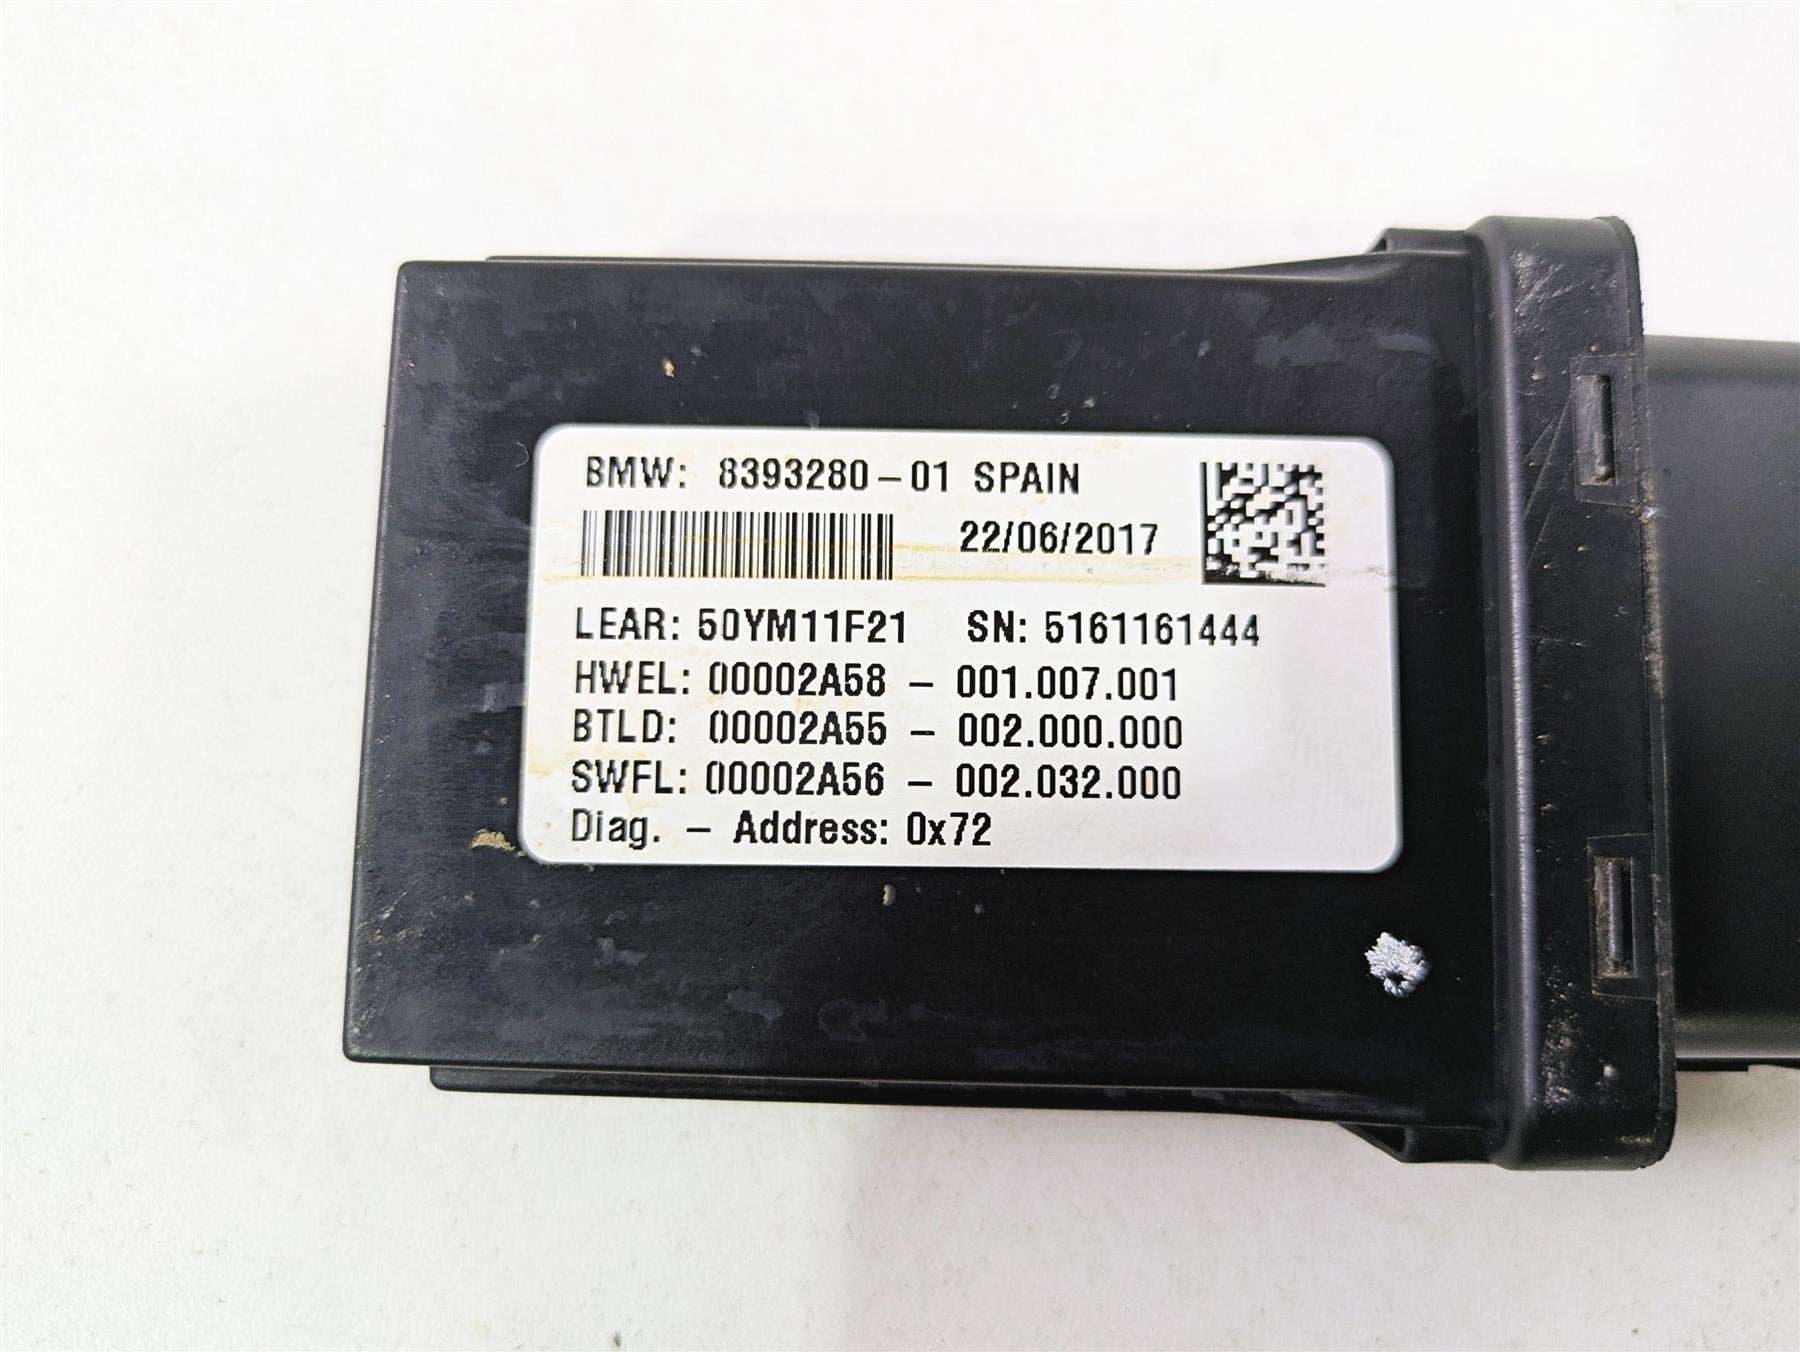 BMW: 8393280-01 SPAIN
22/06/2017
LEAR: 50YM11F21 SN: 5161161444
HWEL: 00002A58 - 001.007.001
BTLD: 00002A55 - 002.000.000
SWFL: 00002A56 - 002.032.000
Diag. - Address: 0x72